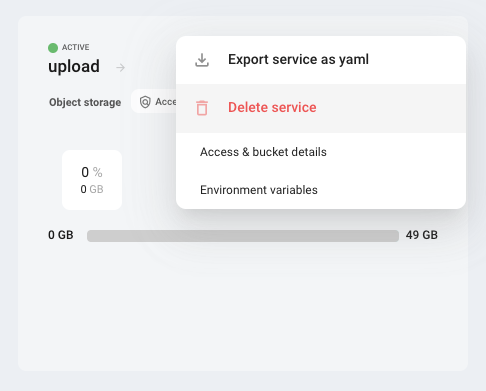 ACTIVE
upload
Export service as yaml
Object storage
Delete service
Access & bucket details
0 %
0 GB
Environment variables
0 GB
49 GB